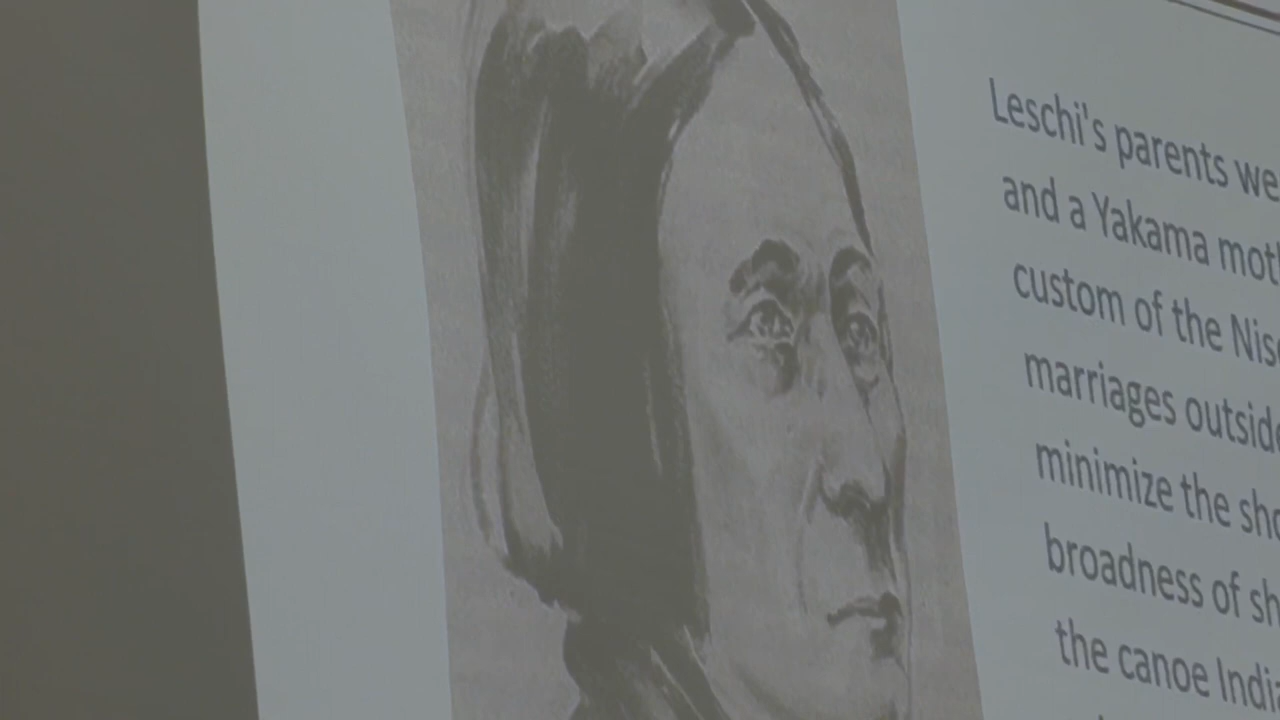 Leschi's parents we
and a Yakama mot
custom of the Nis
marriages outsid
minimize the sho
broadness of sh
the canoe Indi